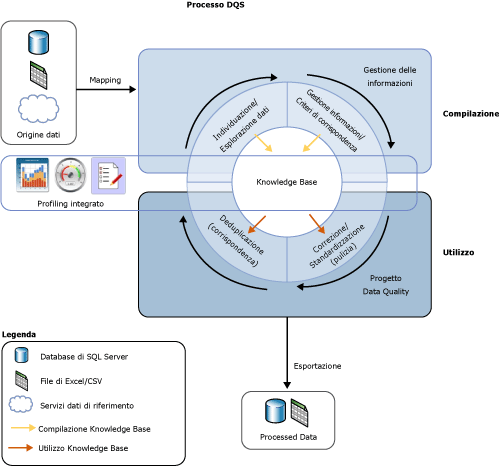 Processo DQS
Origine dati
Mapping
Gestione delle
informazioni
Compilazione
Individuazione/
Esplorazione dati
Gestione informazioni/
Criteri di corrispondenza
Knowledge Base
Profiling integrato
Deduplicazione
(corrispondenza)
Correzione/
Standardizzazione
(pulizia)
Utilizzo
Progetto
Data Quality
Esportazione
Processed Data
Legenda
Database di SQL Server
File di Excel/CSV
Servizi dati di riferimento
Compilazione Knowledge Base
Utilizzo Knowledge Base